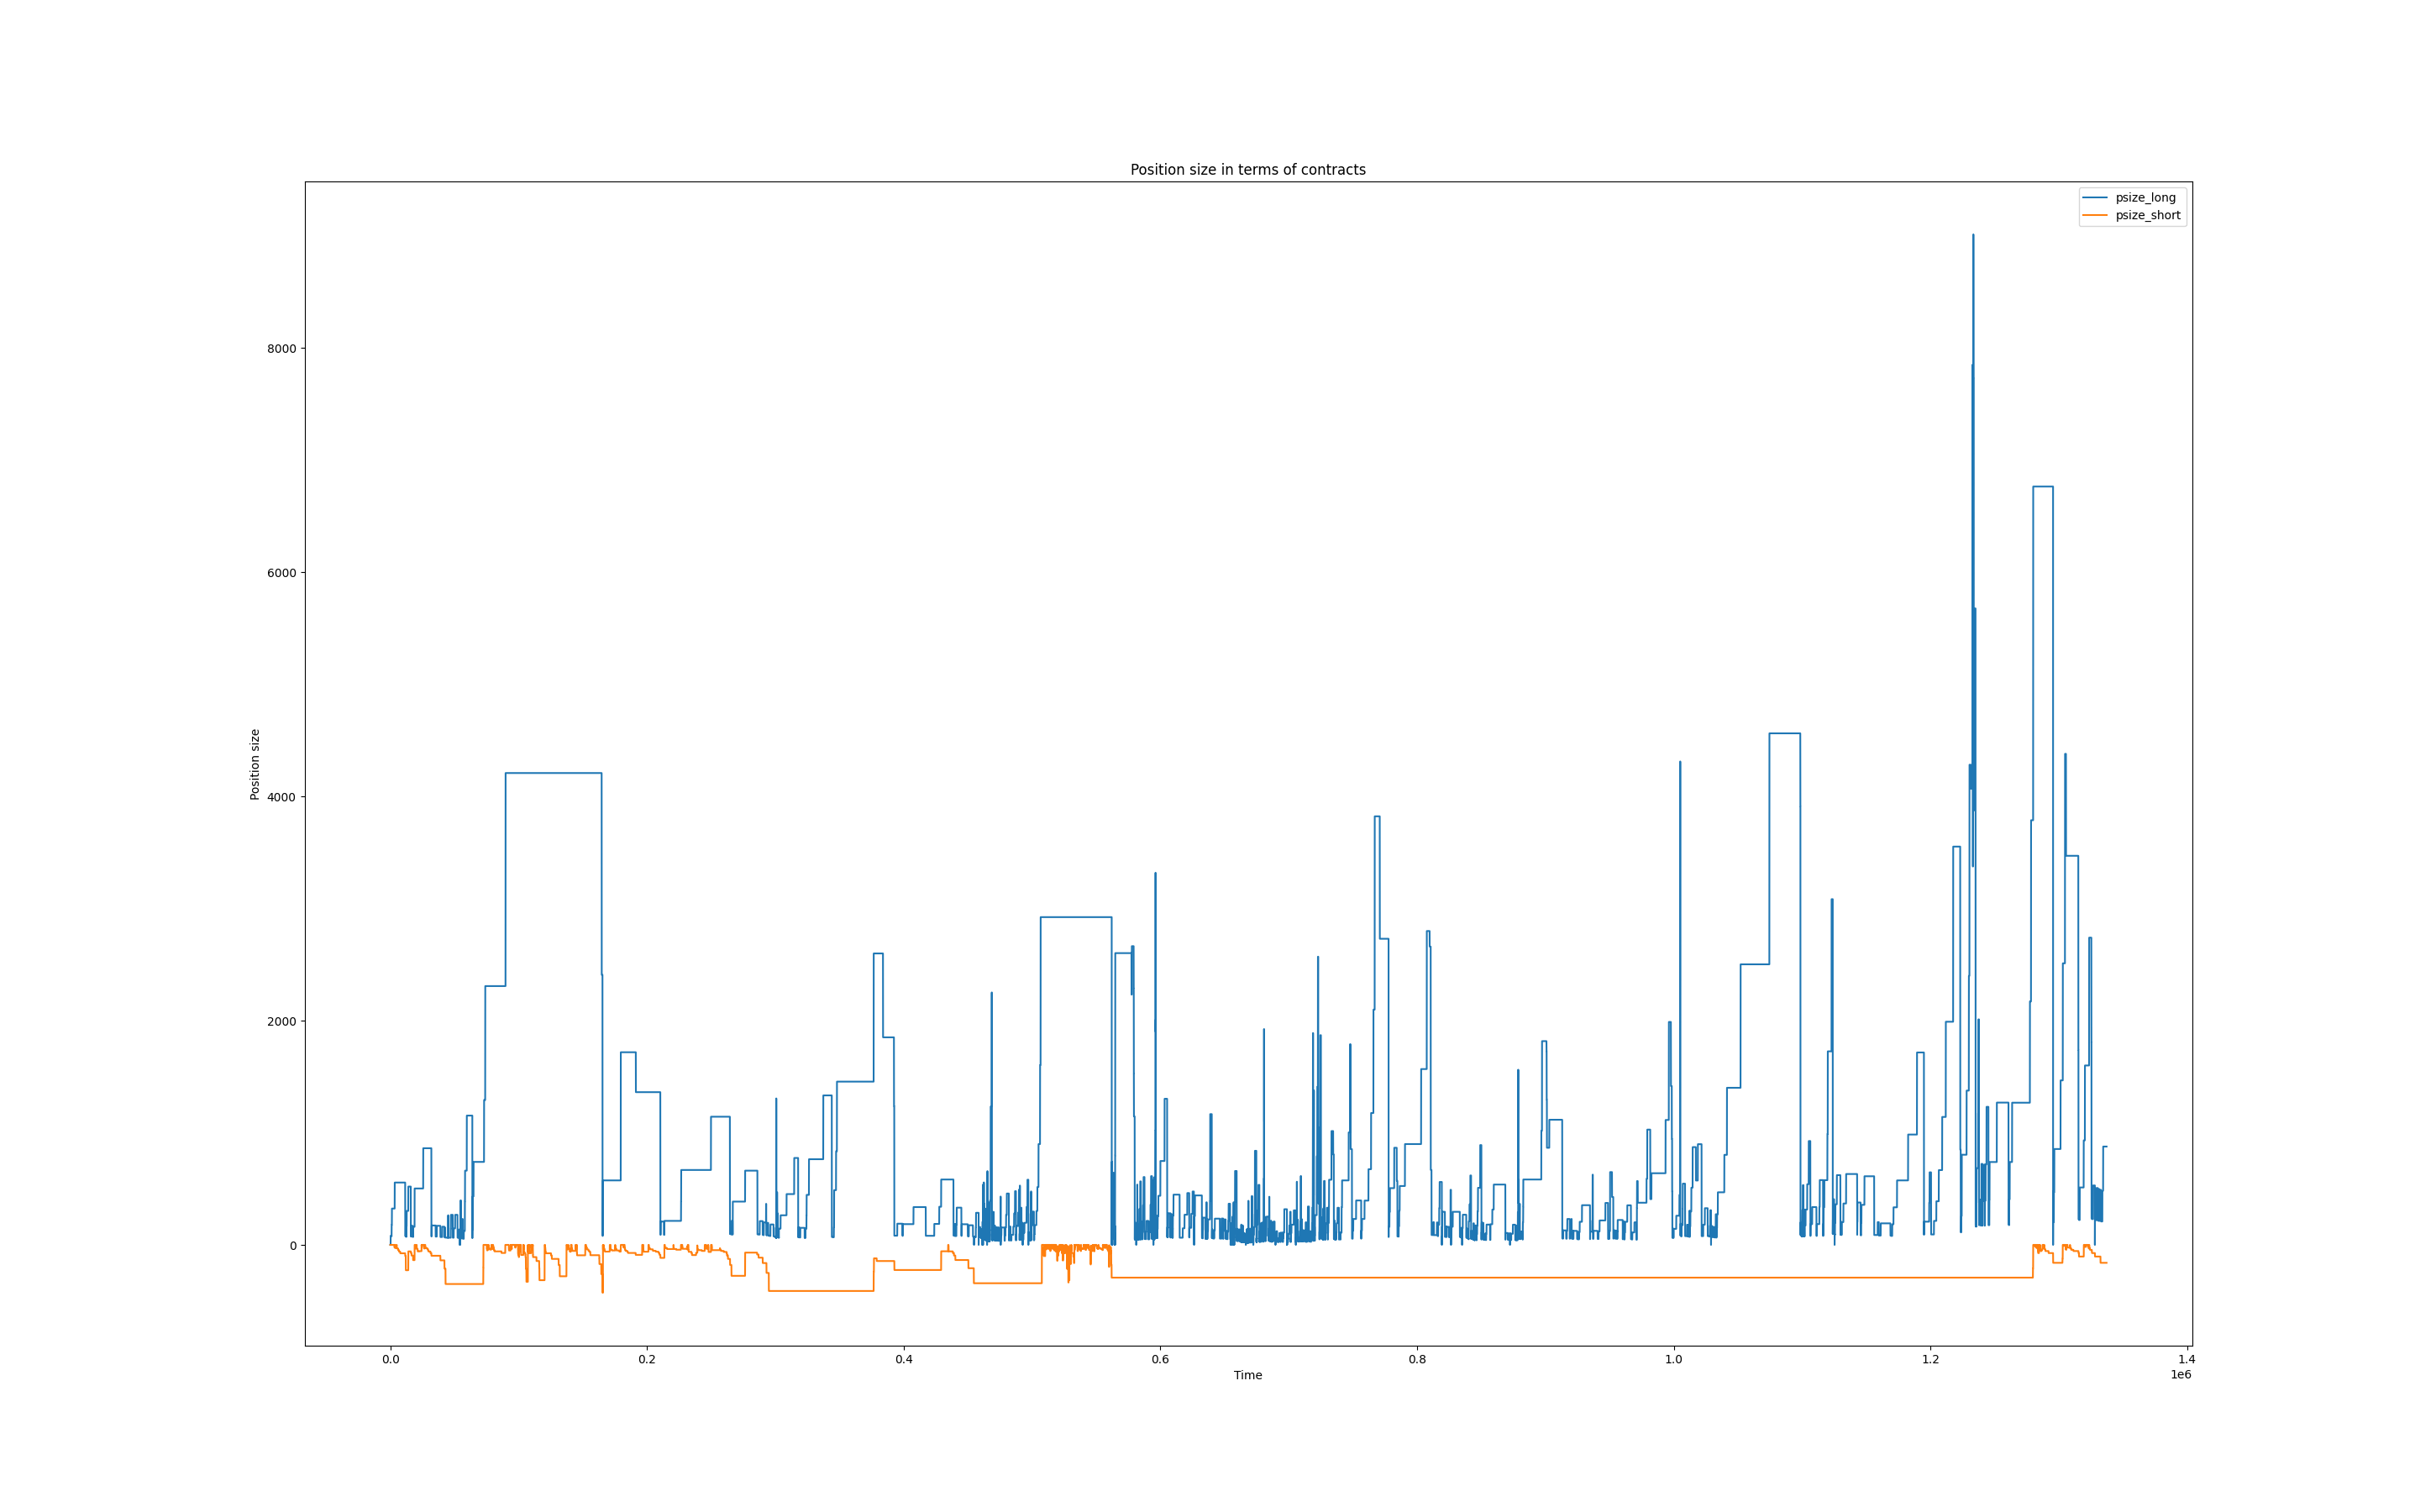 Position size in terms of contracts
psize_long
psize_short
Position size
8000
6000
4000
2000
0
0.0 0.2 0.4 0.6 0.8 1.0 1.2 1.4
Time
1e6